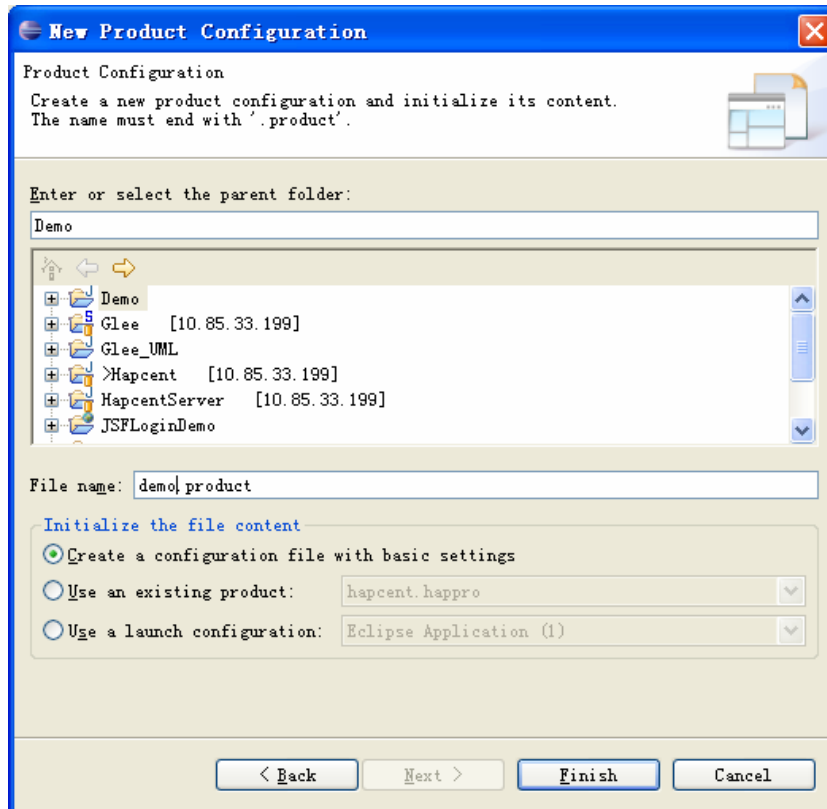 New Product Configuration
Product Configuration
Create a new product configuration and initialize its content.
The name must end with '.product'.
Enter or select the parent folder:
Demo
Demo
Glee [10.85.33.199]
Glee_UML
>Hapcent [10.85.33.199]
HapcentServer [10.85.33.199]
JSFLoginDemo
File name: demo.product
Initialize the file content
Create a configuration file with basic settings
Use an existing product: hapcent.happro
Use a launch configuration: Eclipse Application (1)
< Back Next > Finish Cancel